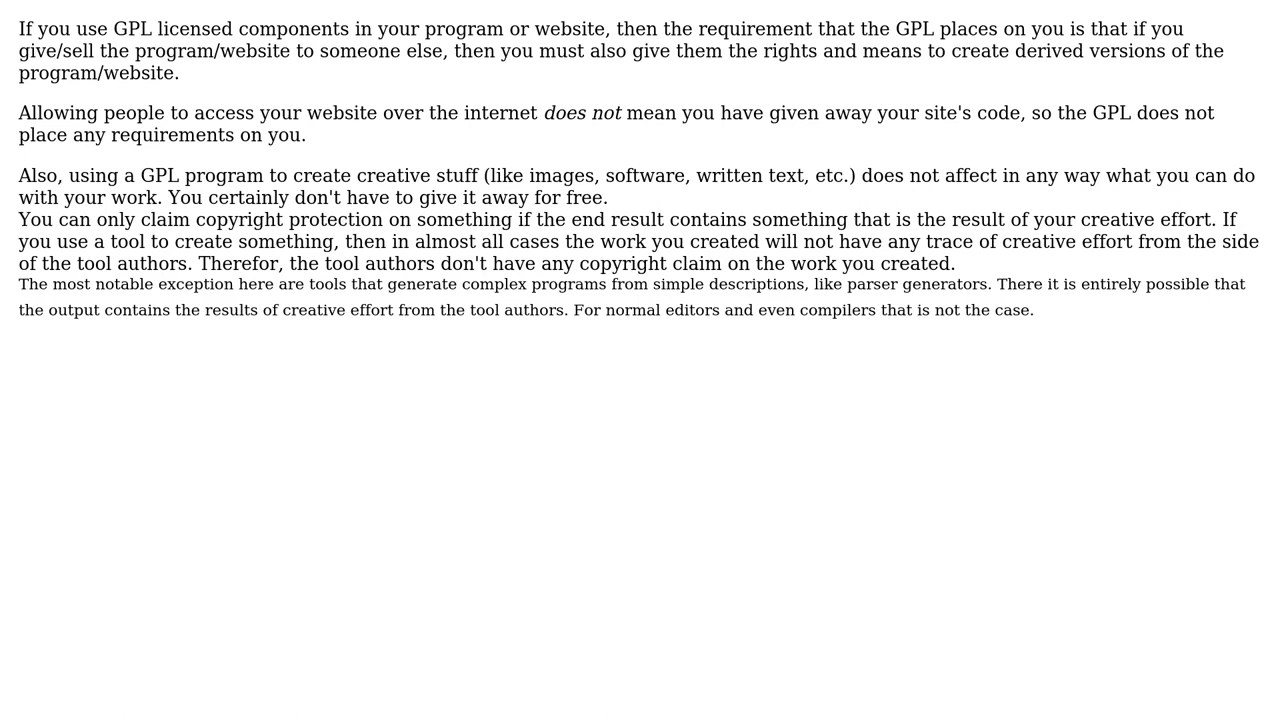 If you use GPL licensed components in your program or website, then the requirement that the GPL places on you is that if you
give/sell the program/website to someone else, then you must also give them the rights and means to create derived versions of the
program/website.
Allowing people to access your website over the internet does not mean you have given away your site's code, so the GPL does not
place any requirements on you.
Also, using a GPL program to create creative stuff (like images, software, written text, etc.) does not affect in any way what you can do
with your work. You certainly don't have to give it away for free.
You can only claim copyright protection on something if the end result contains something that is the result of your creative effort. If
you use a tool to create something, then in almost all cases the work you created will not have any trace of creative effort from the side
of the tool authors. Therefor, the tool authors don't have any copyright claim on the work you created.
The most notable exception here are tools that generate complex programs from simple descriptions, like parser generators. There it is entirely possible that
the output contains the results of creative effort from the tool authors. For normal editors and even compilers that is not the case.